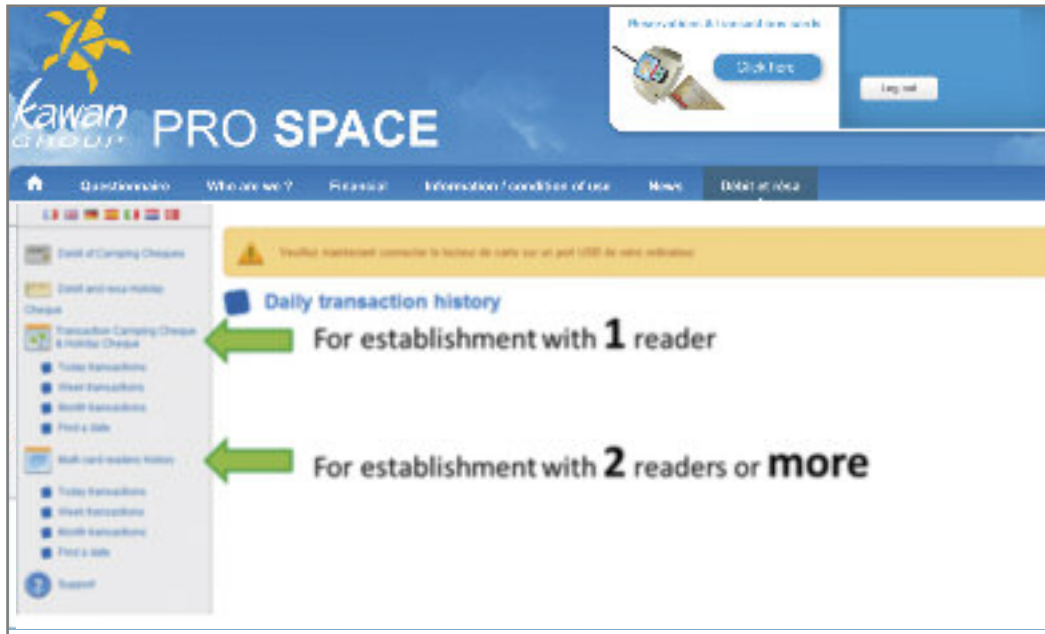 Reservations & transactions cards
Click here
Log out
kawan
GROUP
PRO SPACE
Questionnaire
Who are we ?
Financial
Information / condition of use
News
Débit et résa
Debit of Camping Cheques
Debit and resa Holiday
Cheque
Transaction Camping Cheque
& Holiday Cheque
Today transactions
Week transactions
Month transactions
Find a date
Multi card readers history
Today transactions
Week transactions
Month transactions
Find a date
Support
Veuillez maintenant connecter le lecteur de carte sur un port USB de votre ordinateur
Daily transaction history
For establishment with 1 reader
For establishment with 2 readers or more